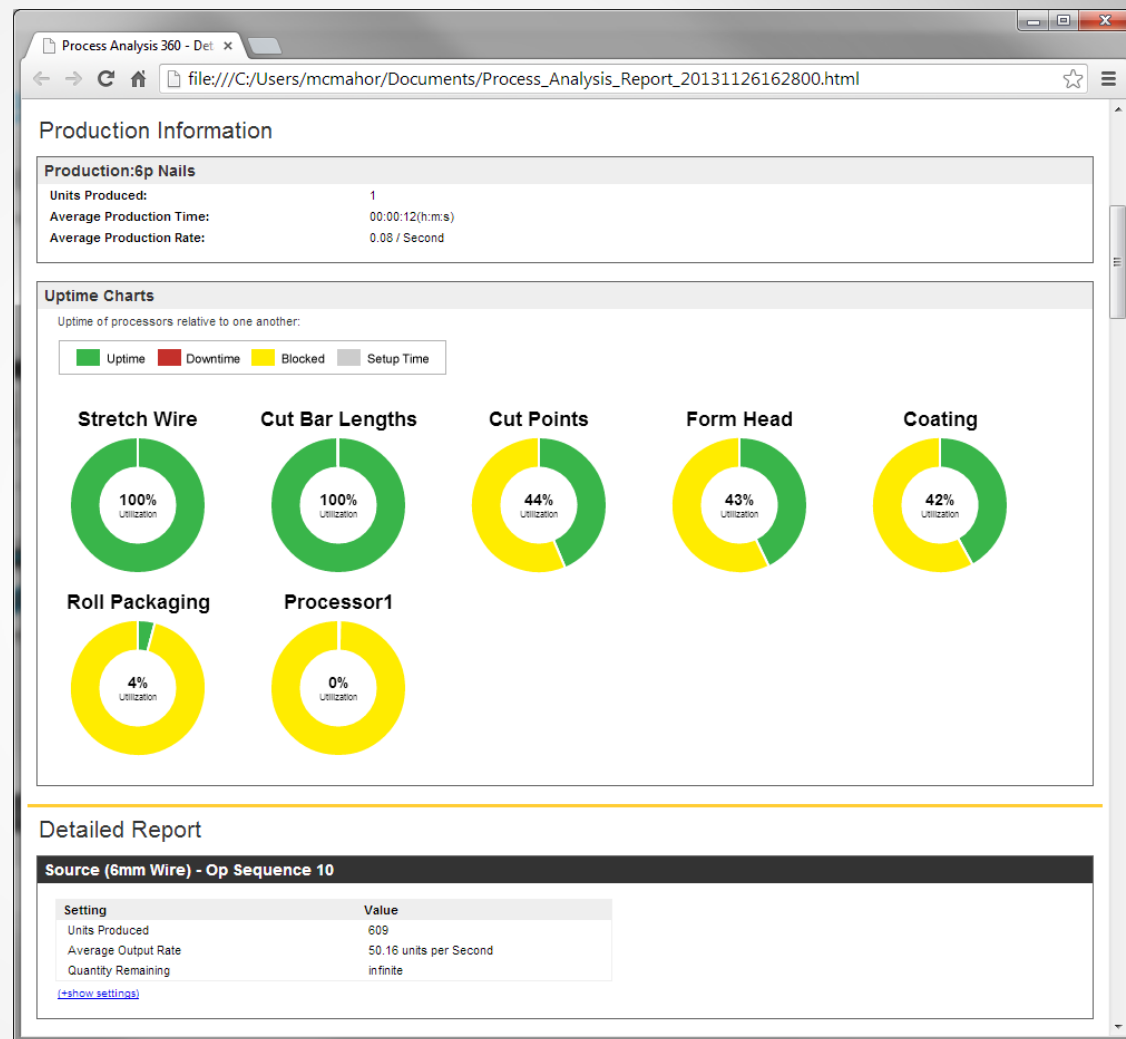 Process Analysis 360 - Det
file:///C:/Users/mcmahor/Documents/Process_Analysis_Report_20131126162800.html
Production Information
Production:6p Nails
Units Produced: 1
Average Production Time: 00:00:12(h:m:s)
Average Production Rate: 0.08 / Second
Uptime Charts
Uptime of processors relative to one another:
Uptime Downtime Blocked Setup Time
Stretch Wire Cut Bar Lengths Cut Points Form Head Coating
100% 100% 44% 43% 42%
Utilization Utilization Utilization Utilization Utilization
Roll Packaging Processor1
4% 0%
Utilization Utilization
Detailed Report
Source (6mm Wire) - Op Sequence 10
Setting Value
Units Produced 609
Average Output Rate 50.16 units per Second
Quantity Remaining infinite
(+show settings)